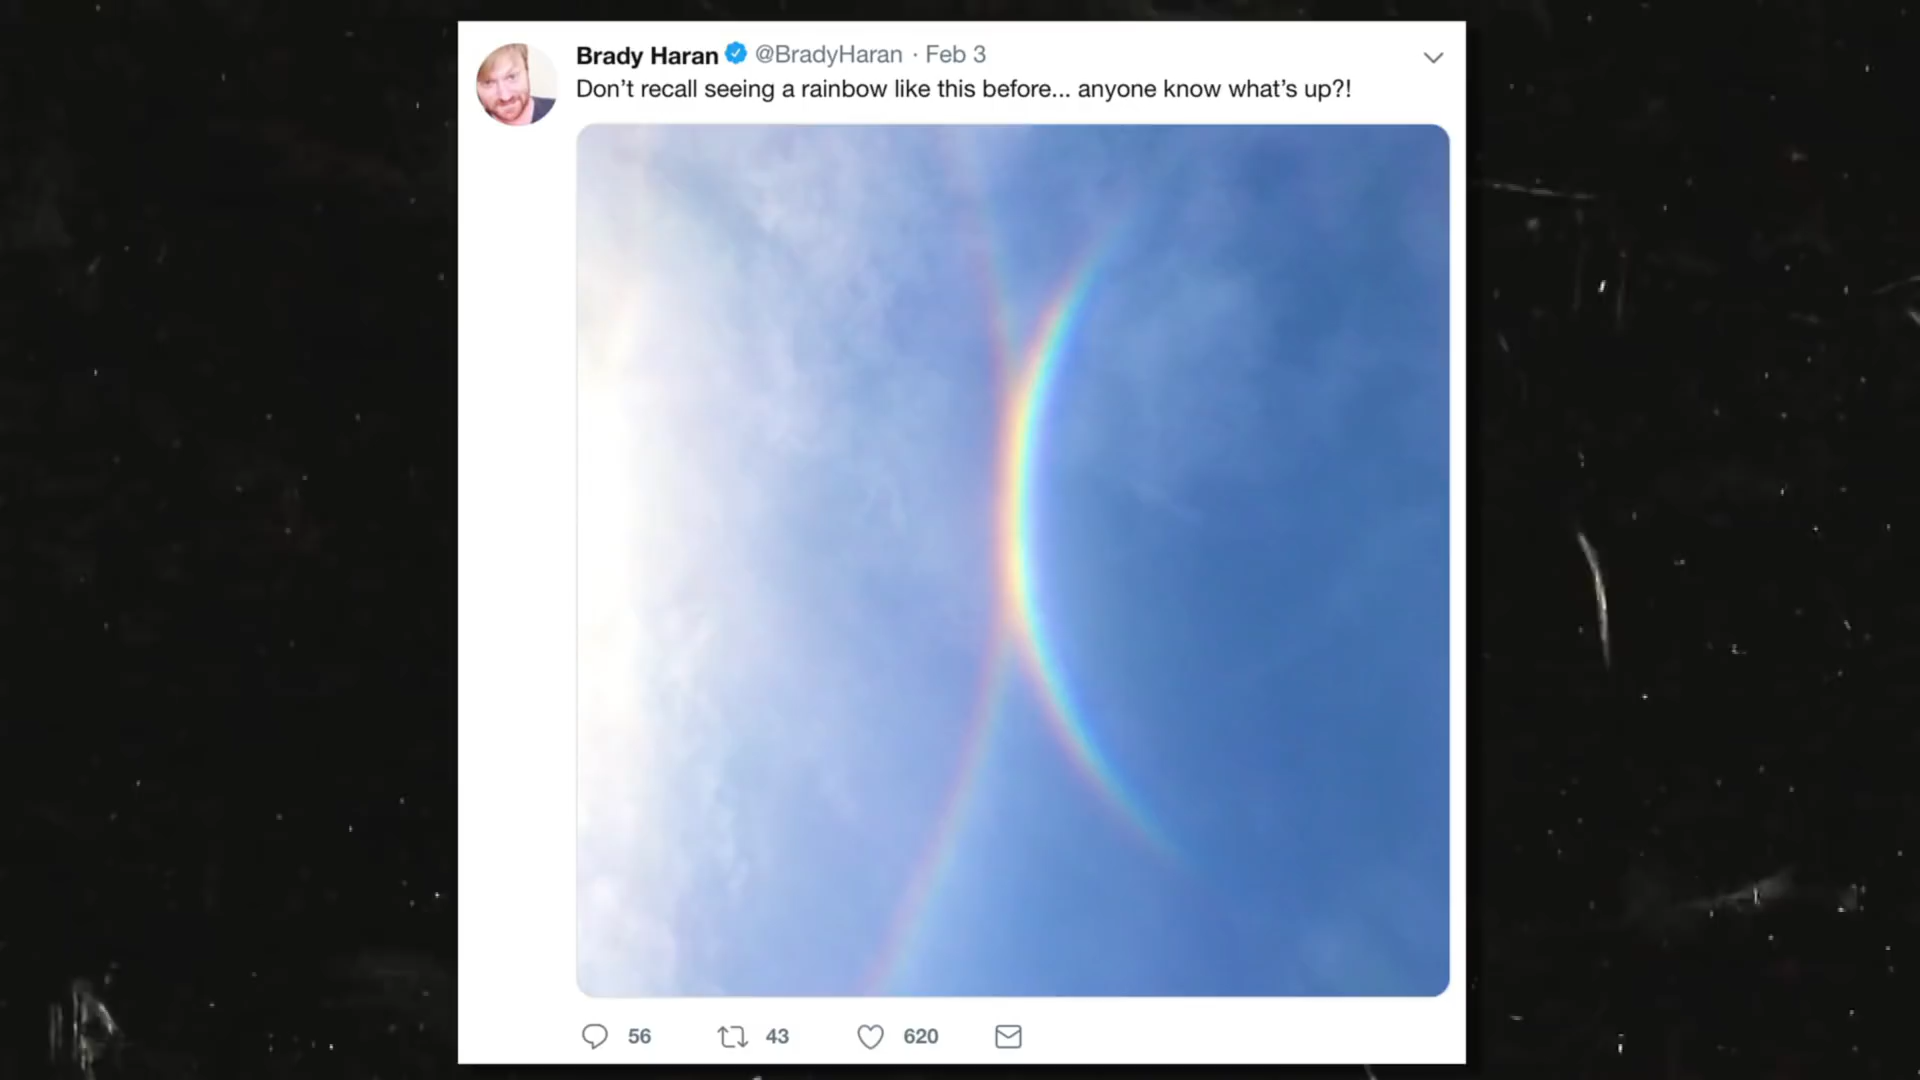 Brady Haran @BradyHaran · Feb 3
Don’t recall seeing a rainbow like this before... anyone know what’s up?!
56 43 620